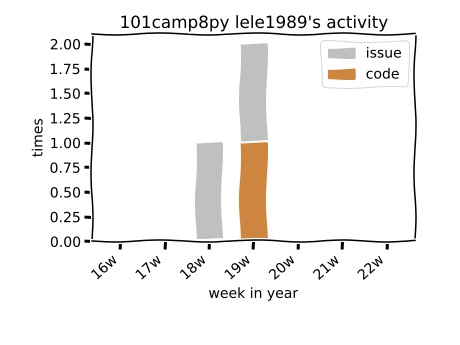 101camp8py lele1989's activity
issue
code
2.00
1.75
1.50
1.25
1.00
0.75
0.50
0.25
0.00
times
16w 17w 18w 19w 20w 21w 22w
week in year